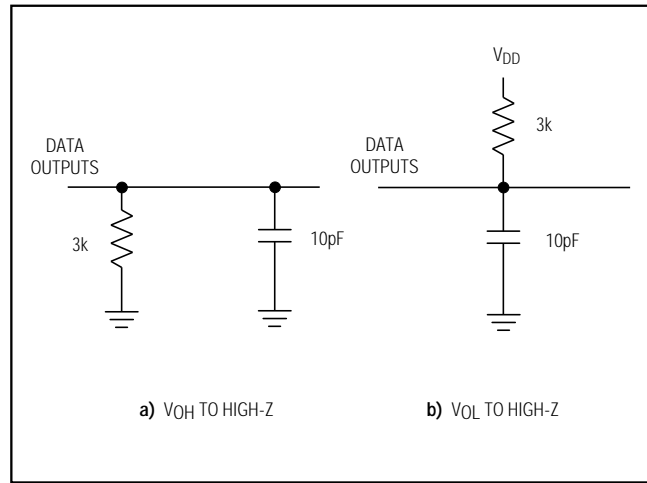 DATA
OUTPUTS
3k
10pF
a) VOH TO HIGH-Z
VDD
3k
DATA
OUTPUTS
10pF
b) VOL TO HIGH-Z